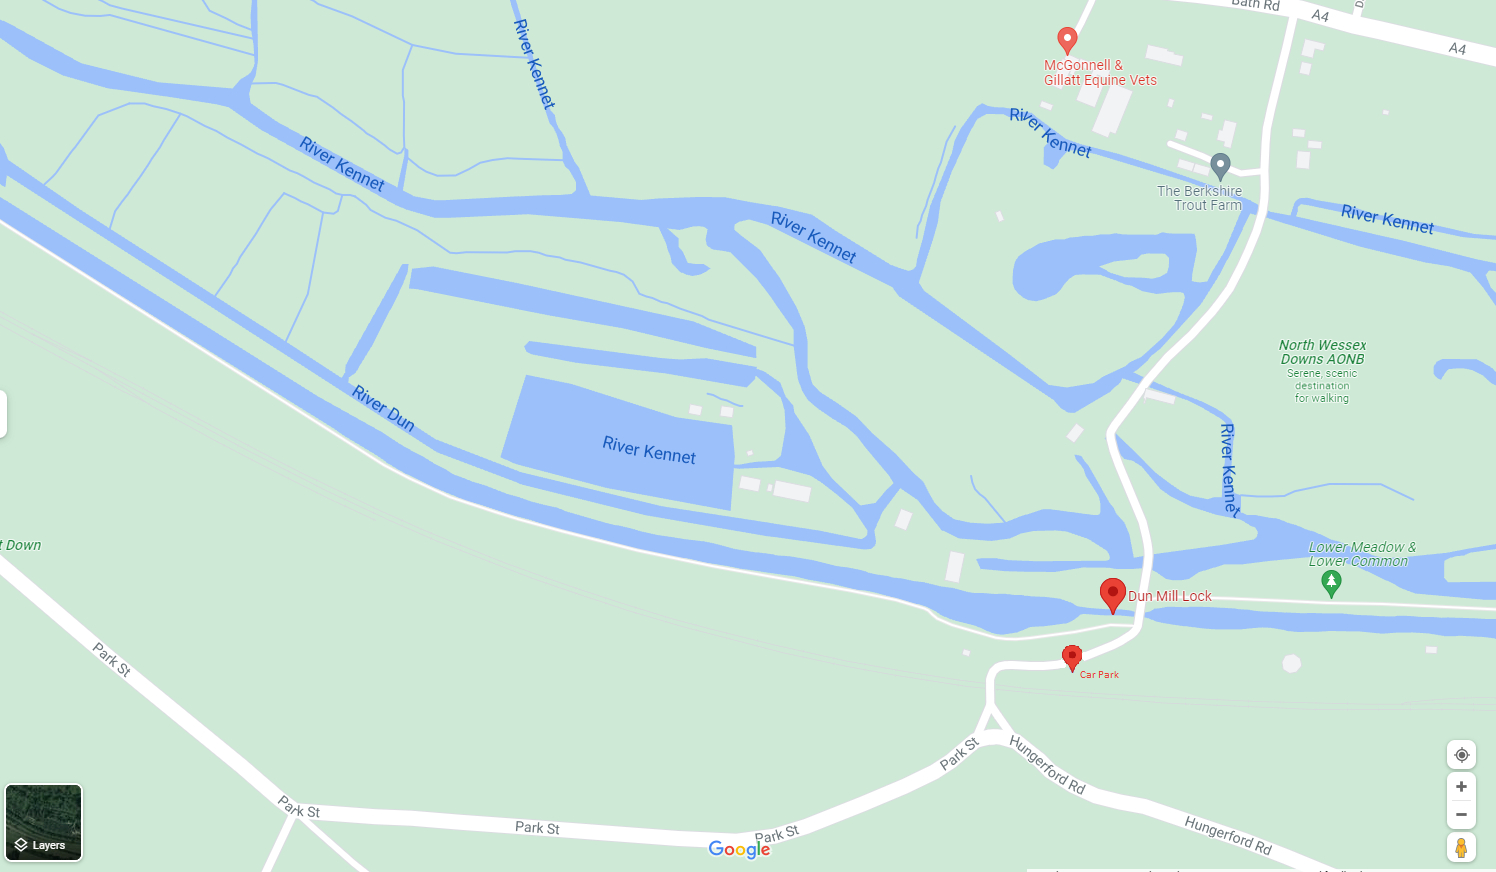 Bath Rd
A4
D
A4
River Kennet
McGonnell &
Gillatt Equine Vets
River Kennet
River Kennet
The Berkshire
Trout Farm
River Kennet
River Kennet
North Wessex
Downs AONB
Serene, scenic
destination
for walking
River Dun
River Kennet
River Kennet
t Down
Lower Meadow &
Lower Common
Dun Mill Lock
Car Park
Park St
Park St
Hungerford Rd
Park St
Park St
Park St
Hungerford Rd
Layers
Google